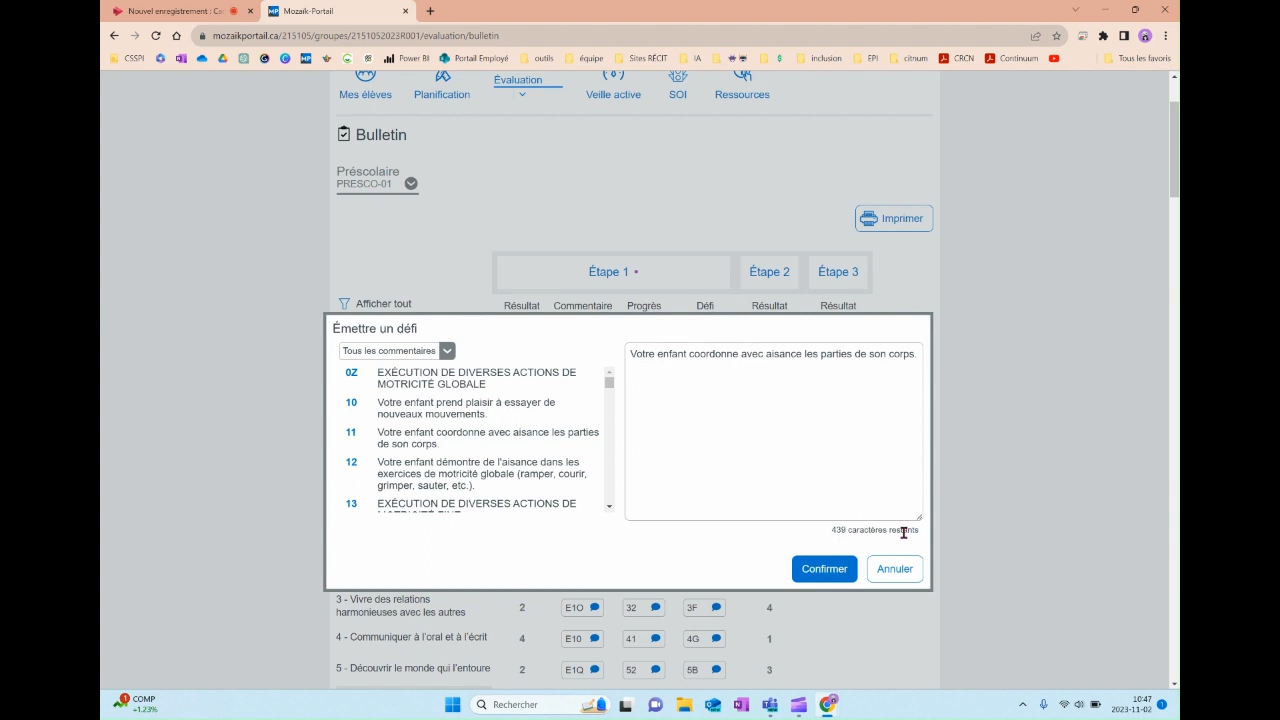 Nouvel enregistrement : Ca
Mozaïk-Portail
mozaikportail.ca/215105/groupes/2151052023R001/evaluation/bulletin
CSSPI
Power BI
Portail Employé
outils
équipe
Sites RÉCIT
IA
inclusion
EPI
citnum
CRCN
Continuum
Tous les favoris
Mes élèves
Planification
Évaluation
Veille active
SOI
Ressources
Bulletin
Préscolaire
PRESCO-01
Imprimer
Étape 1
Étape 2
Étape 3
Afficher tout
Résultat Commentaire Progrès Défi Résultat Résultat
Émettre un défi
Tous les commentaires
0Z EXÉCUTION DE DIVERSES ACTIONS DE
MOTRICITÉ GLOBALE
10 Votre enfant prend plaisir à essayer de
nouveaux mouvements.
11 Votre enfant coordonne avec aisance les parties
de son corps.
12 Votre enfant démontre de l'aisance dans les
exercices de motricité globale (ramper, courir,
grimper, sauter, etc.).
13 EXÉCUTION DE DIVERSES ACTIONS DE
Votre enfant coordonne avec aisance les parties de son corps.
439 caractères restants
Confirmer
Annuler
3 - Vivre des relations
harmonieuses avec les autres
2 E1O 32 3F 4
4 - Communiquer à l'oral et à l'écrit
4 E10 41 4G 1
5 - Découvrir le monde qui l'entoure
2 E1Q 52 5B 3
COMP
+1.23%
Rechercher
10:47
2023-11-02